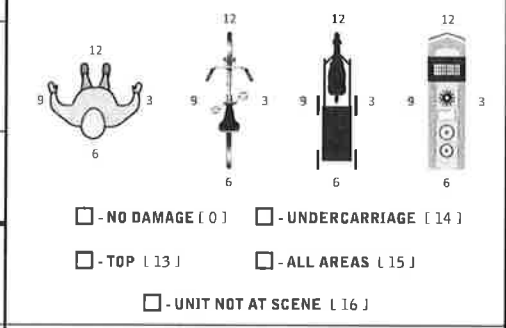 12 12 12
12
9 3 9 3 9 3 9 3
6
6 6 6
- NO DAMAGE [ 0 ] - UNDERCARRIAGE [ 14 ]
- TOP [ 13 ] - ALL AREAS [ 15 ]
- UNIT NOT AT SCENE [ 16 ]